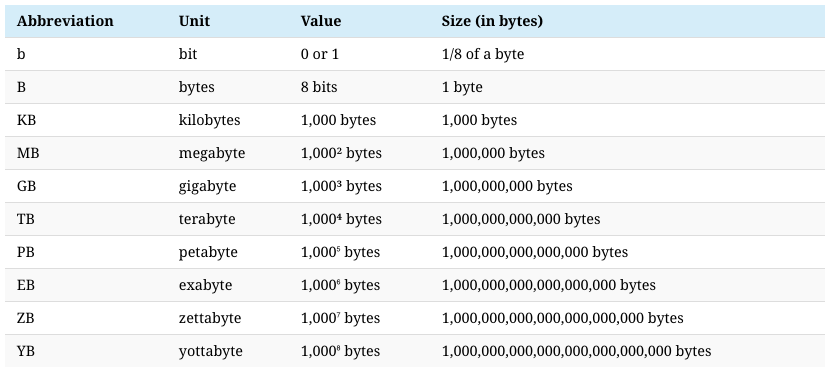 Abbreviation Unit Value Size (in bytes)
b bit 0 or 1 1/8 of a byte
B bytes 8 bits 1 byte
KB kilobytes 1,000 bytes 1,000 bytes
MB megabyte 1,000² bytes 1,000,000 bytes
GB gigabyte 1,000³ bytes 1,000,000,000 bytes
TB terabyte 1,000⁴ bytes 1,000,000,000,000 bytes
PB petabyte 1,000⁵ bytes 1,000,000,000,000,000 bytes
EB exabyte 1,000⁶ bytes 1,000,000,000,000,000,000 bytes
ZB zettabyte 1,000⁷ bytes 1,000,000,000,000,000,000,000 bytes
YB yottabyte 1,000⁸ bytes 1,000,000,000,000,000,000,000,000 bytes